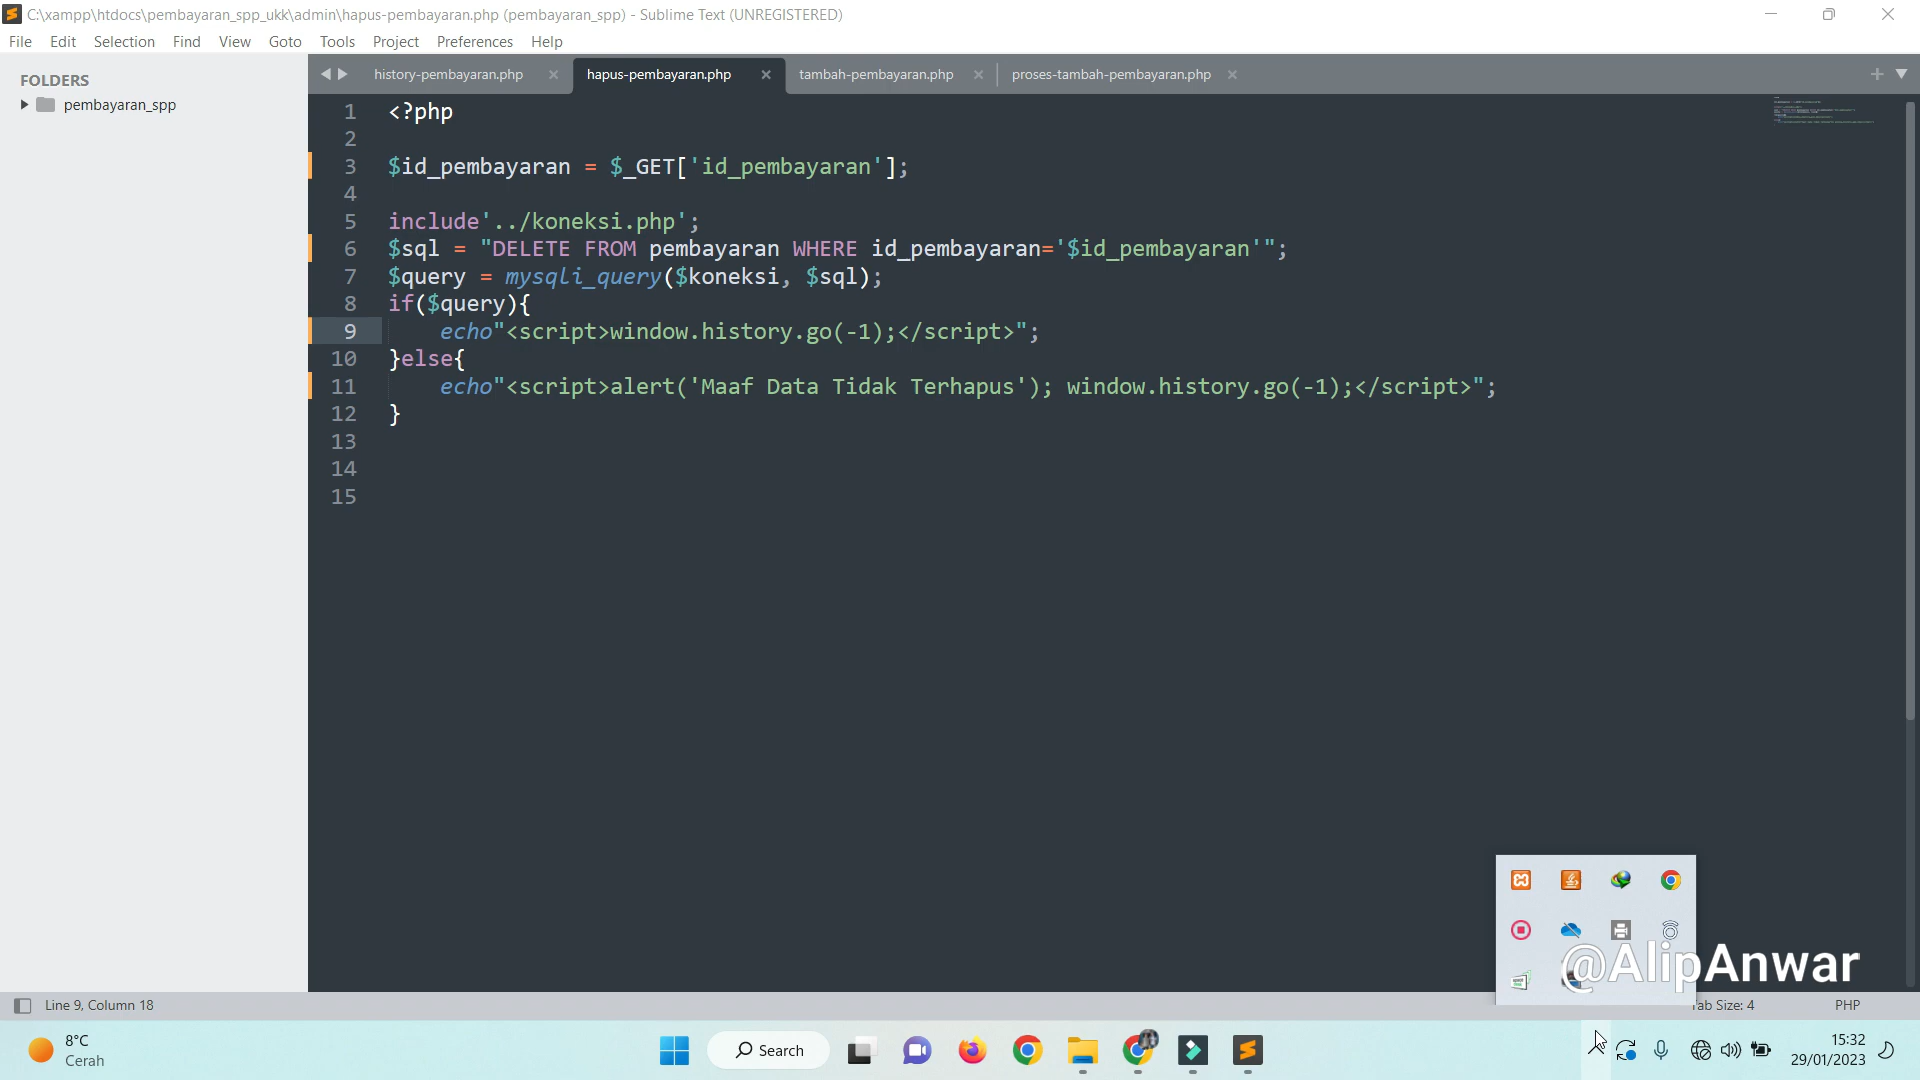 C:\xampp\htdocs\pembayaran_spp_ukk\admin\hapus-pembayaran.php (pembayaran_spp) - Sublime Text (UNREGISTERED)
File Edit Selection Find View Goto Tools Project Preferences Help
FOLDERS
pembayaran_spp
history-pembayaran.php hapus-pembayaran.php tambah-pembayaran.php proses-tambah-pembayaran.php
1 <?php
2
3 $id_pembayaran = $_GET['id_pembayaran'];
4
5 include'../koneksi.php';
6 $sql = "DELETE FROM pembayaran WHERE id_pembayaran='$id_pembayaran'";
7 $query = mysqli_query($koneksi, $sql);
8 if($query){
9 echo"<script>window.history.go(-1);</script>";
10 }else{
11 echo"<script>alert('Maaf Data Tidak Terhapus'); window.history.go(-1);</script>";
12 }
13
14
15
@AlipAnwar
Line 9, Column 18
Tab Size: 4
PHP
8°C
Cerah
Search
15:32
29/01/2023